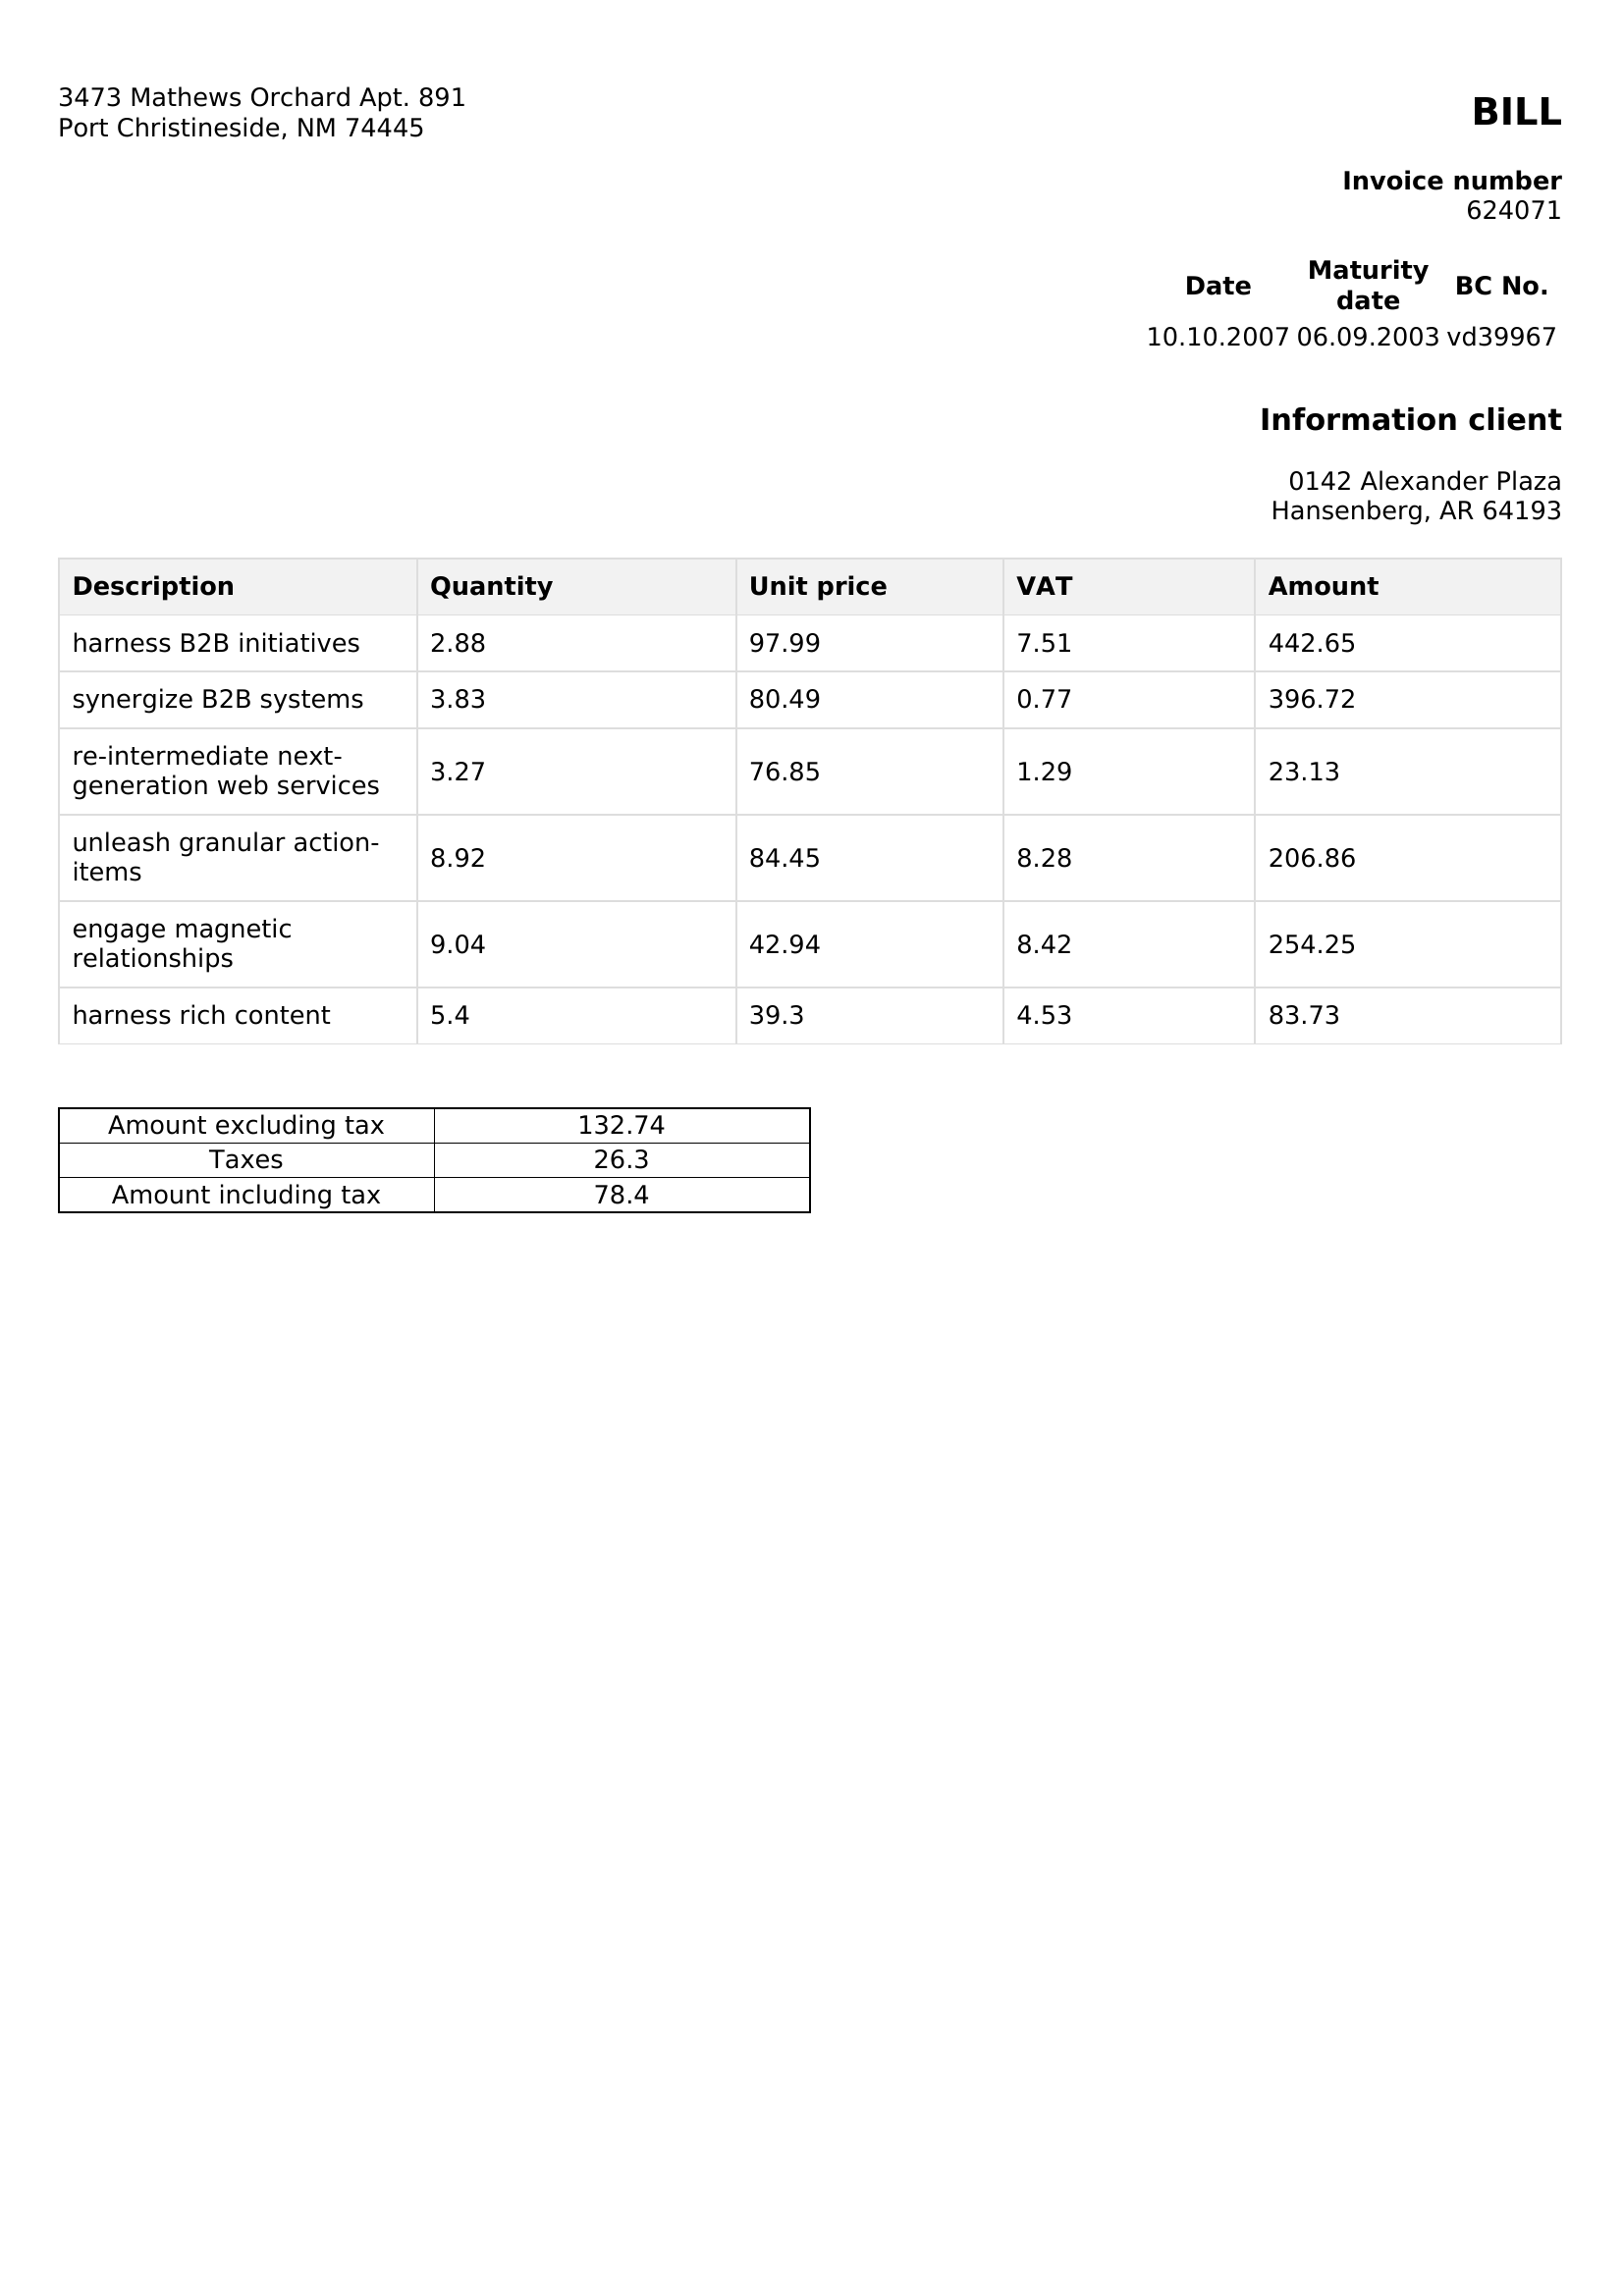 3473 Mathews Orchard Apt. 891
Port Christineside, NM 74445
BILL
Invoice number
624071
Date Maturity date BC No.
10.10.2007 06.09.2003 vd39967
Information client
0142 Alexander Plaza
Hansenberg, AR 64193
Description Quantity Unit price VAT Amount
harness B2B initiatives 2.88 97.99 7.51 442.65
synergize B2B systems 3.83 80.49 0.77 396.72
re-intermediate next-
generation web services 3.27 76.85 1.29 23.13
unleash granular action-
items 8.92 84.45 8.28 206.86
engage magnetic
relationships 9.04 42.94 8.42 254.25
harness rich content 5.4 39.3 4.53 83.73
Amount excluding tax 132.74
Taxes 26.3
Amount including tax 78.4